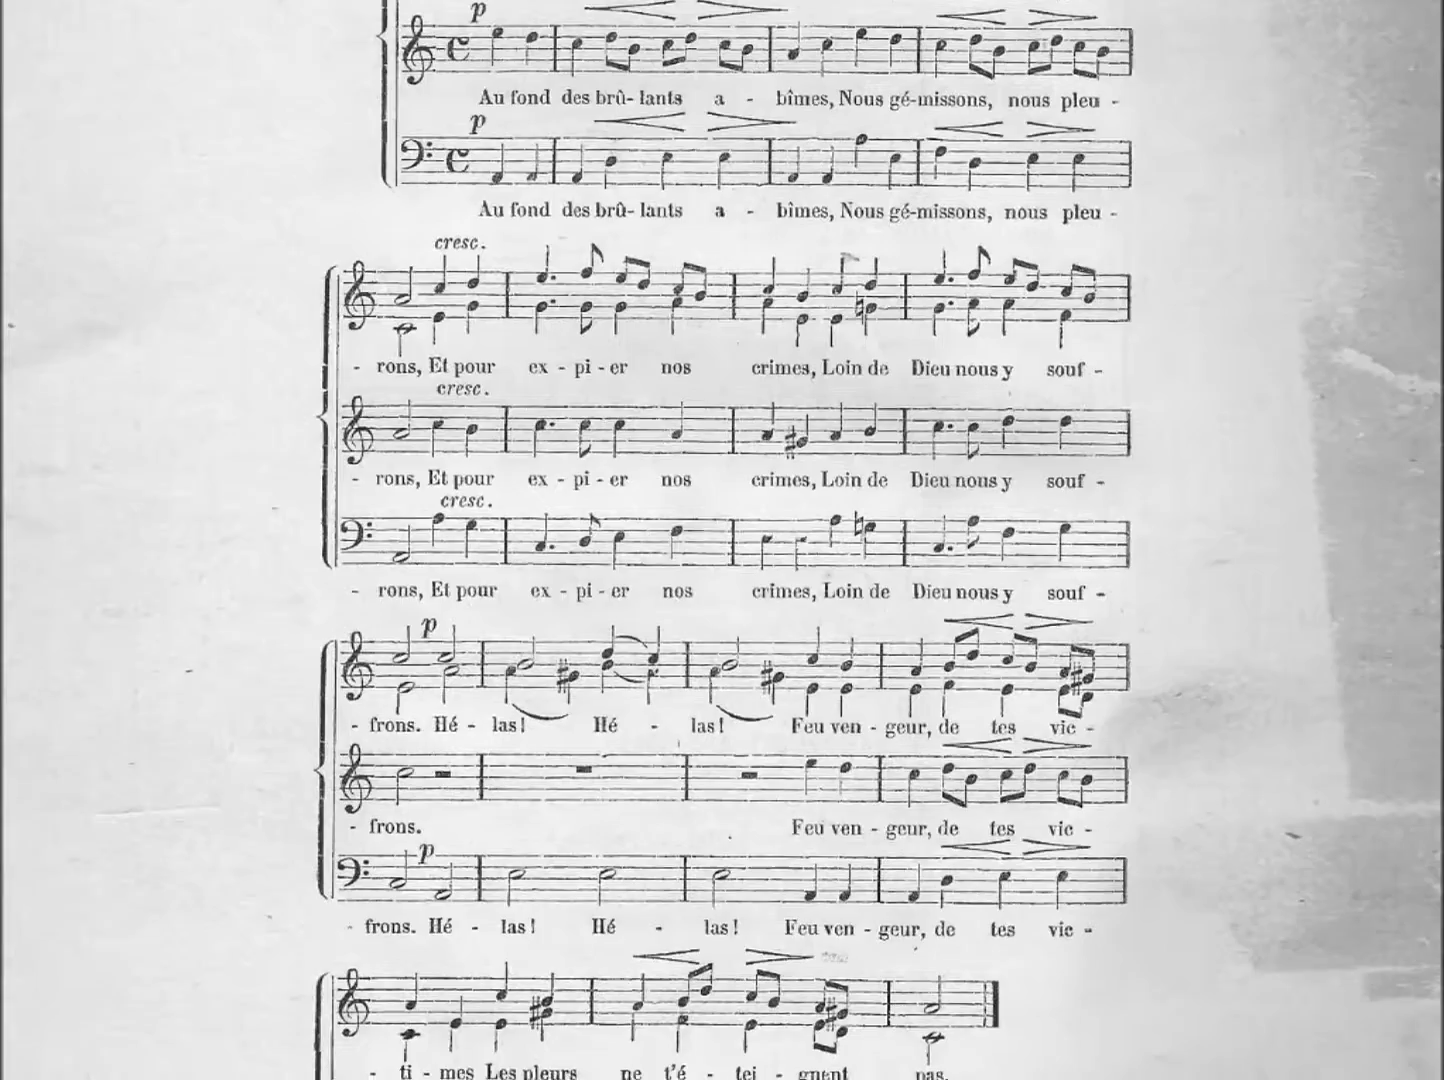 p
Au fond des brû- lants a - bîmes, Nous gé-missons, nous pleu -
p
Au fond des brû- lants a - bîmes, Nous gé-missons, nous pleu -
cresc.
- rons, Et pour ex - pi - er nos crimes, Loin de Dieu nous y souf -
cresc.
- rons, Et pour ex - pi - er nos crimes, Loin de Dieu nous y souf -
cresc.
- rons, Et pour ex - pi - er nos crimes, Loin de Dieu nous y souf -
p
- frons. Hé - las! Hé - las! Feu ven - geur, de tes vic -
- frons. Feu ven - geur, de tes vic -
p
- frons. Hé - las! Hé - las! Feu ven - geur, de tes vic -
- ti - mes Les pleurs ne t'é - tei - gnent pas.